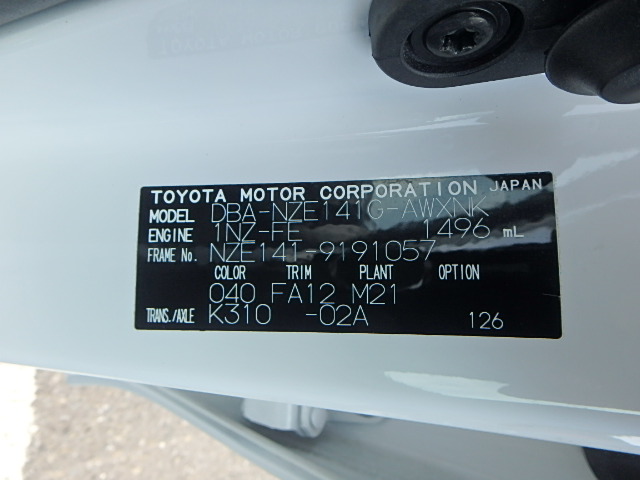 TOYOTA MOTOR CORPORATION JAPAN
MODEL DBA-NZE141G-AWXNK
ENGINE 1NZ-FE 1496 mL
FRAME No. NZE141-9191057
COLOR TRIM PLANT OPTION
040 FA12 M21
TRANS./AXLE K310 -02A 126